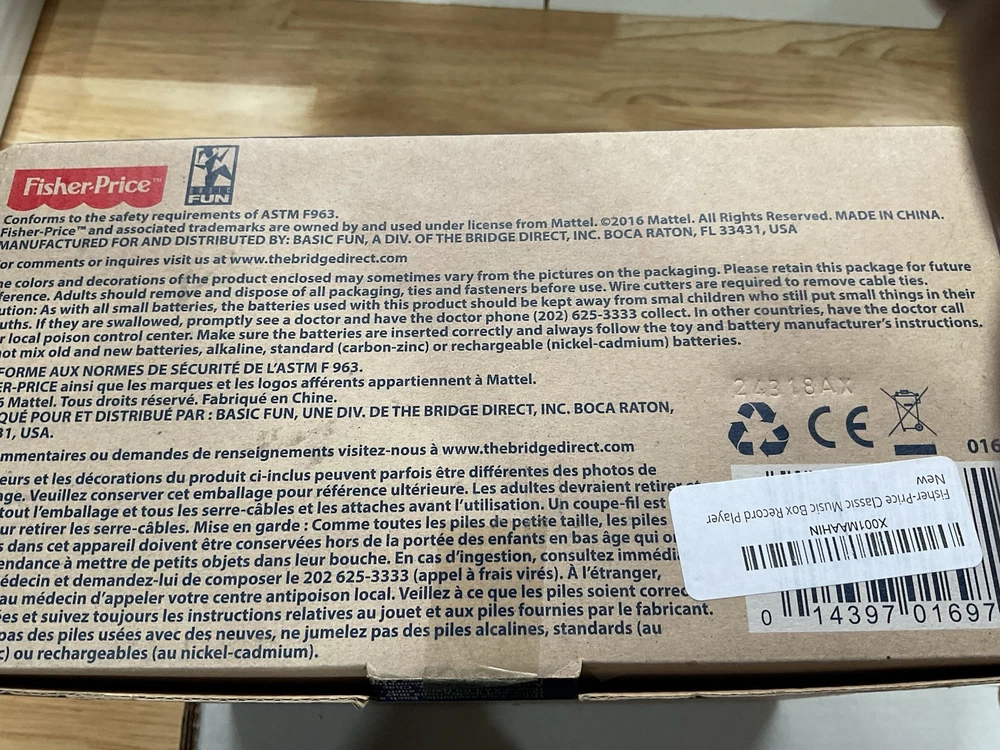 Fisher-Price™
BASIC
FUN
Conforms to the safety requirements of ASTM F963.
Fisher-Price™ and associated trademarks are owned by and used under license from Mattel. ©2016 Mattel. All Rights Reserved. MADE IN CHINA.
MANUFACTURED FOR AND DISTRIBUTED BY: BASIC FUN, A DIV. OF THE BRIDGE DIRECT, INC. BOCA RATON, FL 33431, USA
or comments or inquires visit us at www.thebridgedirect.com
he colors and decorations of the product enclosed may sometimes vary from the pictures on the packaging. Please retain this package for future
ference. Adults should remove and dispose of all packaging, ties and fasteners before use. Wire cutters are required to remove cable ties.
ution: As with all small batteries, the batteries used with this product should be kept away from smal children who still put small things in their
uths. If they are swallowed, promptly see a doctor and have the doctor phone (202) 625-3333 collect. In other countries, have the doctor call
r local poison control center. Make sure the batteries are inserted correctly and always follow the toy and battery manufacturer's instructions.
ot mix old and new batteries, alkaline, standard (carbon-zinc) or rechargeable (nickel-cadmium) batteries.
FORME AUX NORMES DE SÉCURITÉ DE L'ASTM F 963.
ER-PRICE ainsi que les marques et les logos afférents appartiennent à Mattel.
6 Mattel. Tous droits réservé. Fabriqué en Chine.
QUÉ POUR ET DISTRIBUÉ PAR : BASIC FUN, UNE DIV. DE THE BRIDGE DIRECT, INC. BOCA RATON,
31, USA.
mmentaires ou demandes de renseignements visitez-nous à www.thebridgedirect.com
eurs et les décorations du produit ci-inclus peuvent parfois être différentes des photos de
age. Veuillez conserver cet emballage pour référence ultérieure. Les adultes devraient retirer et
tout l'emballage et tous les serre-câbles et les attaches avant l'utilisation. Un coupe-fil est
ur retirer les serre-câbles. Mise en garde : Comme toutes les piles de petite taille, les piles
s dans cet appareil doivent être conservées hors de la portée des enfants en bas âge qui o
endance à mettre de petits objets dans leur bouche. En cas d'ingestion, consultez immédi
édecin et demandez-lui de composer le 202 625-3333 (appel à frais virés). À l'étranger,
au médecin d'appeler votre centre antipoison local. Veillez à ce que les piles soient correc
es et suivez toujours les instructions relatives au jouet et aux piles fournies par le fabricant.
pas des piles usées avec des neuves, ne jumelez pas des piles alcalines, standards (au
c) ou rechargeables (au nickel-cadmium).
24318AX
CE
016
X001MAAHIN
Fisher-Price Classic Music Box Record Player
New
0 14397 01697